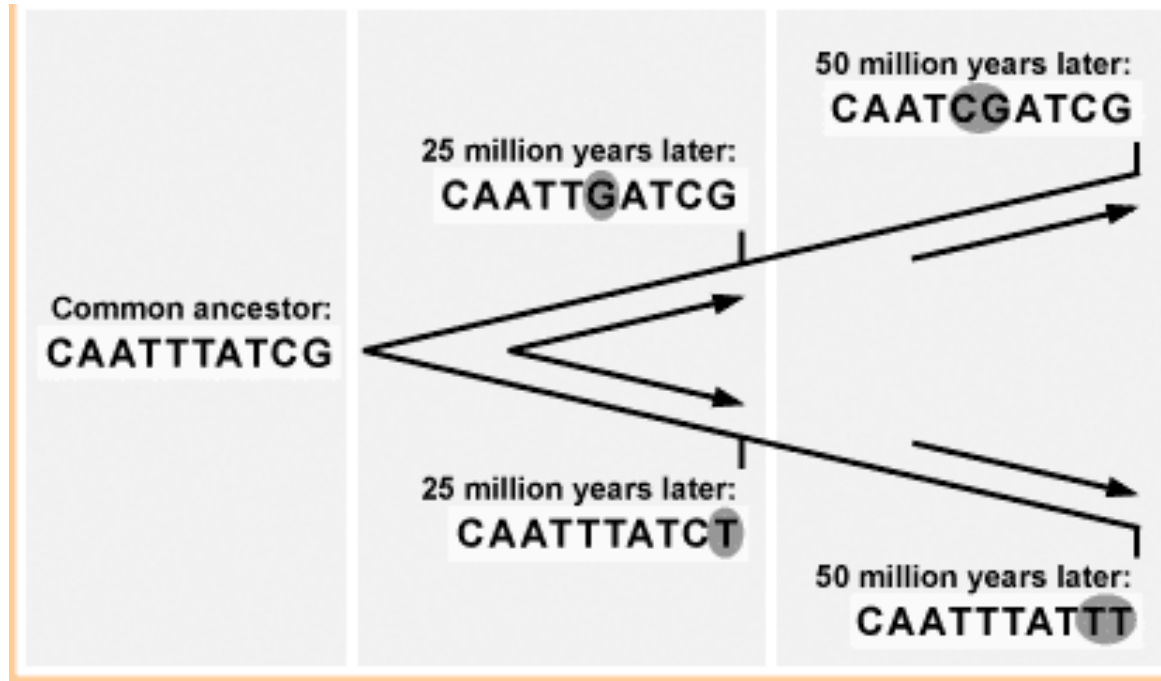 50 million years later:
CAATCGATCG
25 million years later:
CAATTGATCG
Common ancestor:
CAATTTATCG
25 million years later:
CAATTTATCT
50 million years later:
CAATTTATTT